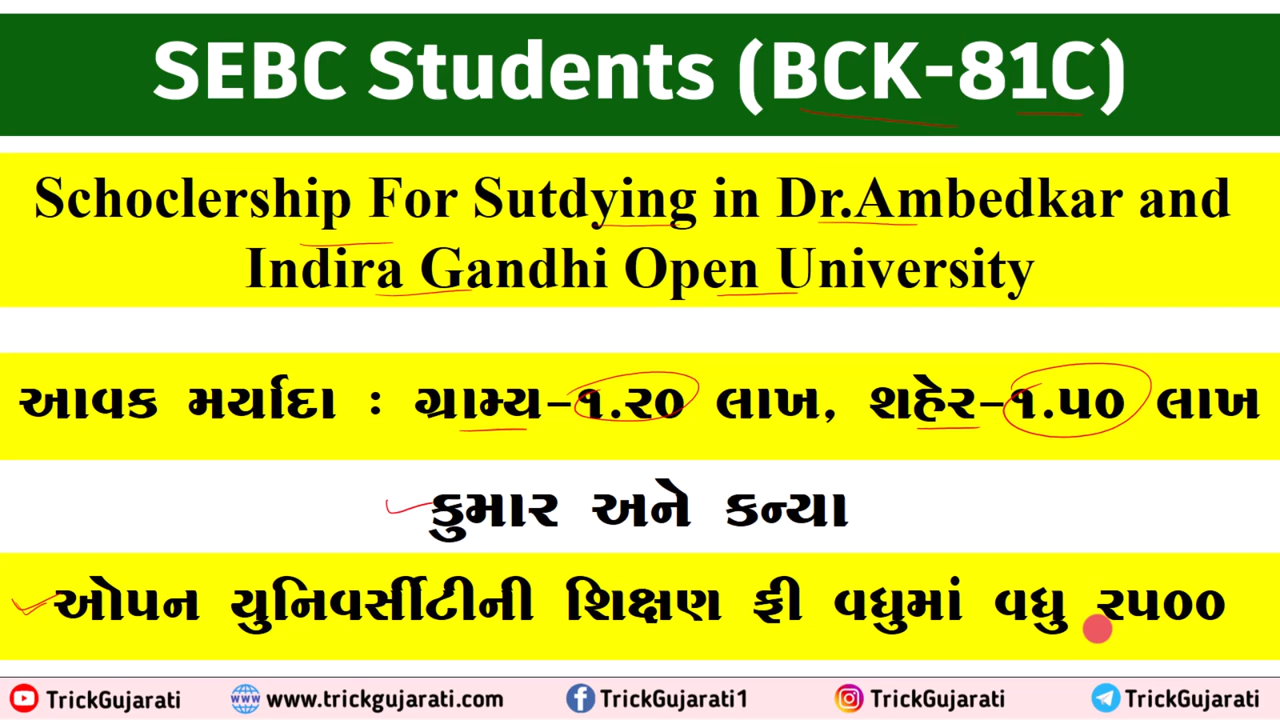 SEBC Students (BCK-81C)
Schoclership For Sutdying in Dr.Ambedkar and
Indira Gandhi Open University
આવક મર્યાદા : ગ્રામ્ય-૧.૨૦ લાખ, શહેર-૧.૫૦ લાખ
કુમાર અને કન્યા
ઓપન યુનિવર્સીટીની શિક્ષણ ફી વધુમાં વધુ ૨૫૦૦
TrickGujarati www.trickgujarati.com TrickGujarati1 TrickGujarati TrickGujarati